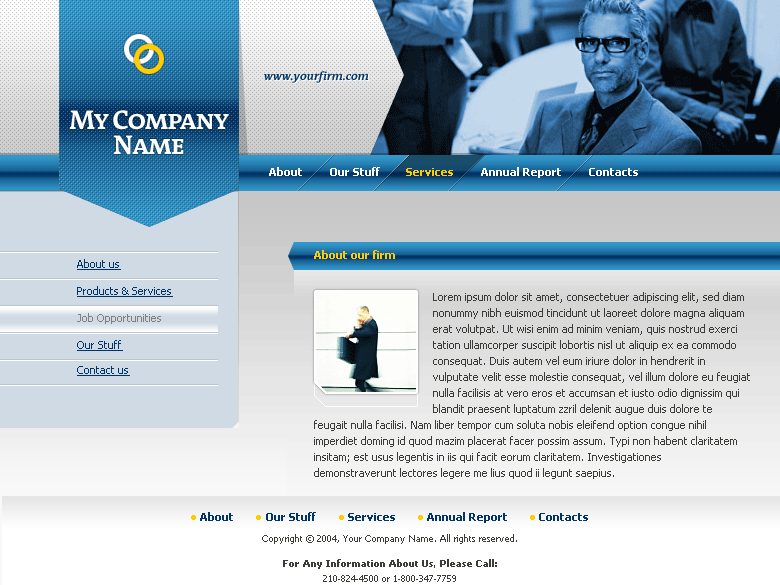 www.yourfirm.com
My Company
Name
About Our Stuff Services Annual Report Contacts
About us
Products & Services
Job Opportunities
Our Stuff
Contact us
About our firm
Lorem ipsum dolor sit amet, consectetuer adipiscing elit, sed diam
nonummy nibh euismod tincidunt ut laoreet dolore magna aliquam
erat volutpat. Ut wisi enim ad minim veniam, quis nostrud exerci
tation ullamcorper suscipit lobortis nisl ut aliquip ex ea commodo
consequat. Duis autem vel eum iriure dolor in hendrerit in
vulputate velit esse molestie consequat, vel illum dolore eu feugiat
nulla facilisis at vero eros et accumsan et iusto odio dignissim qui
blandit praesent luptatum zzril delenit augue duis dolore te
feugait nulla facilisi. Nam liber tempor cum soluta nobis eleifend option congue nihil
imperdiet doming id quod mazim placerat facer possim assum. Typi non habent claritatem
insitam; est usus legentis in iis qui facit eorum claritatem. Investigationes
demonstraverunt lectores legere me lius quod ii legunt saepius.
About Our Stuff Services Annual Report Contacts
Copyright © 2004, Your Company Name. All rights reserved.
For Any Information About Us, Please Call:
210-824-4500 or 1-800-347-7759